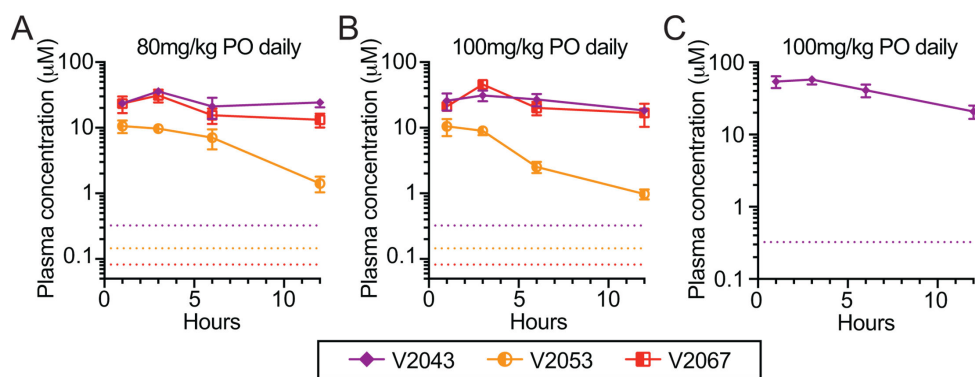 A
80mg/kg PO daily
Plasma concentration (µM)
100
10
1
0.1
0
5
10
Hours
B
100mg/kg PO daily
Plasma concentration (µM)
100
10
1
0.1
0
5
10
Hours
C
100mg/kg PO daily
Plasma concentration (µM)
100
10
1
0.1
0
5
10
Hours
V2043 V2053 V2067